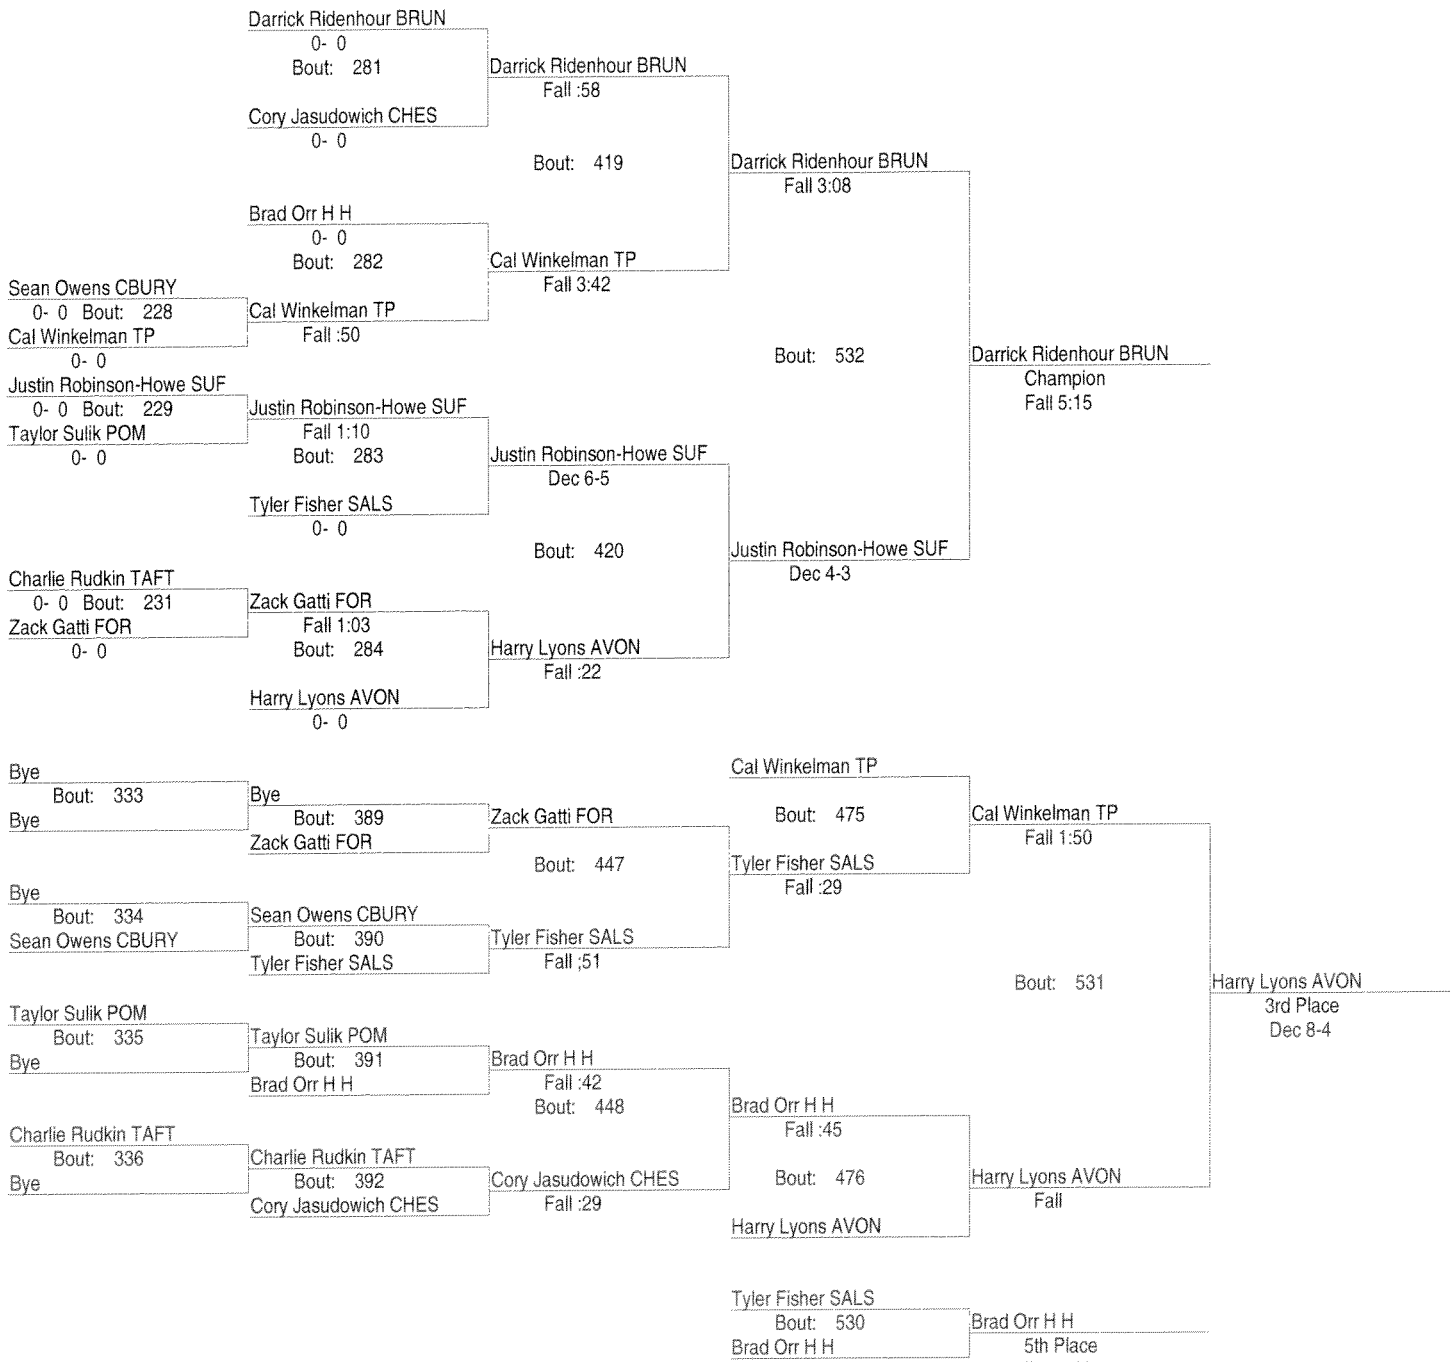 Darrick Ridenhour BRUN
0- 0
Bout: 281
Darrick Ridenhour BRUN
Fall :58
Cory Jasudowich CHES
0- 0
Bout: 419
Darrick Ridenhour BRUN
Fall 3:08
Brad Orr H H
0- 0
Bout: 282
Cal Winkelman TP
Fall 3:42
Sean Owens CBURY
0- 0 Bout: 228
Cal Winkelman TP
0- 0
Cal Winkelman TP
Fall :50
Bout: 532
Darrick Ridenhour BRUN
Champion
Fall 5:15
Justin Robinson-Howe SUF
0- 0 Bout: 229
Taylor Sulik POM
0- 0
Justin Robinson-Howe SUF
Fall 1:10
Bout: 283
Justin Robinson-Howe SUF
Dec 6-5
Tyler Fisher SALS
0- 0
Bout: 420
Justin Robinson-Howe SUF
Dec 4-3
Charlie Rudkin TAFT
0- 0 Bout: 231
Zack Gatti FOR
0- 0
Zack Gatti FOR
Fall 1:03
Bout: 284
Harry Lyons AVON
Fall :22
Harry Lyons AVON
0- 0
Bye
Bout: 333
Bye
Bye
Bout: 389
Zack Gatti FOR
Zack Gatti FOR
Bout: 447
Cal Winkelman TP
Bout: 475
Tyler Fisher SALS
Fall :29
Cal Winkelman TP
Fall 1:50
Bye
Bout: 334
Sean Owens CBURY
Sean Owens CBURY
Bout: 390
Tyler Fisher SALS
Tyler Fisher SALS
Fall ;51
Bout: 531
Harry Lyons AVON
3rd Place
Dec 8-4
Taylor Sulik POM
Bout: 335
Bye
Taylor Sulik POM
Bout: 391
Brad Orr H H
Brad Orr H H
Fall :42
Bout: 448
Brad Orr H H
Fall :45
Charlie Rudkin TAFT
Bout: 336
Bye
Charlie Rudkin TAFT
Bout: 392
Cory Jasudowich CHES
Cory Jasudowich CHES
Fall :29
Bout: 476
Harry Lyons AVON
Harry Lyons AVON
Fall
Tyler Fisher SALS
Bout: 530
Brad Orr H H
Brad Orr H H
5th Place